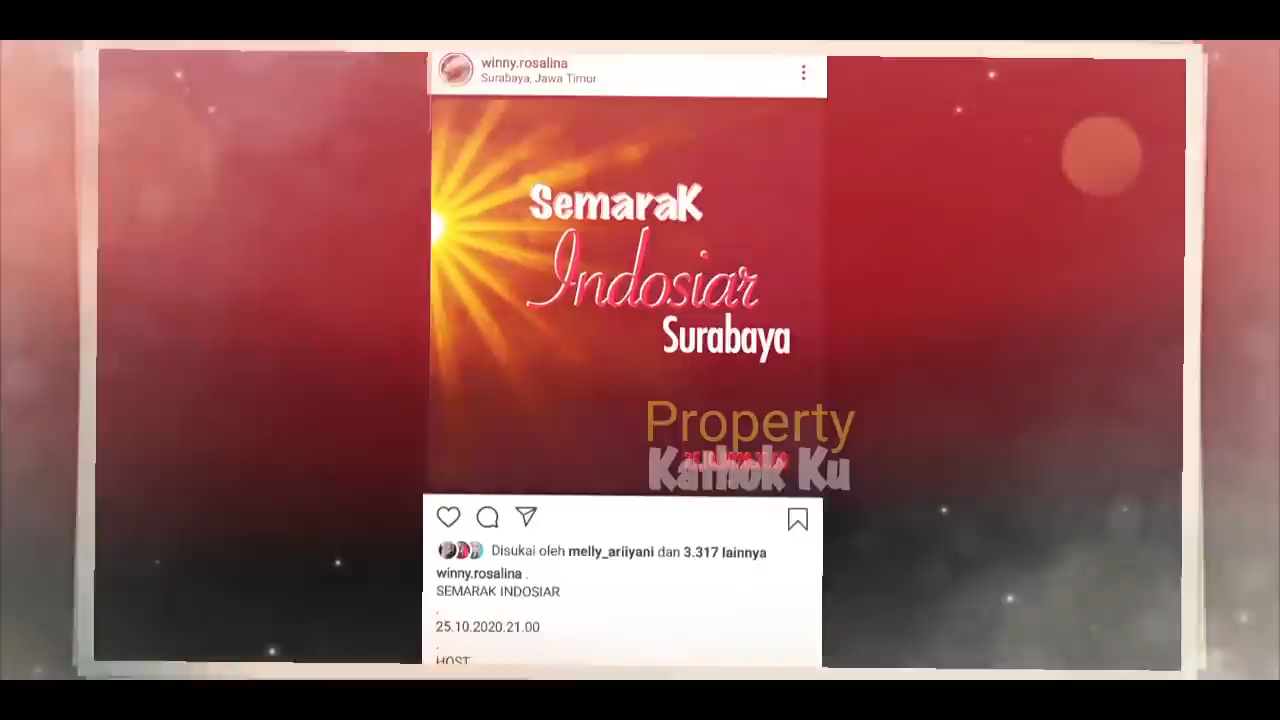 winny.rosalina
Surabaya, Jawa Timur
SemaraK
Indosiar
Surabaya
Property
Kathok Ku
Disukai oleh melly_ariiyani dan 3.317 lainnya
winny.rosalina .
SEMARAK INDOSIAR
.
25.10.2020.21.00
.
HOST